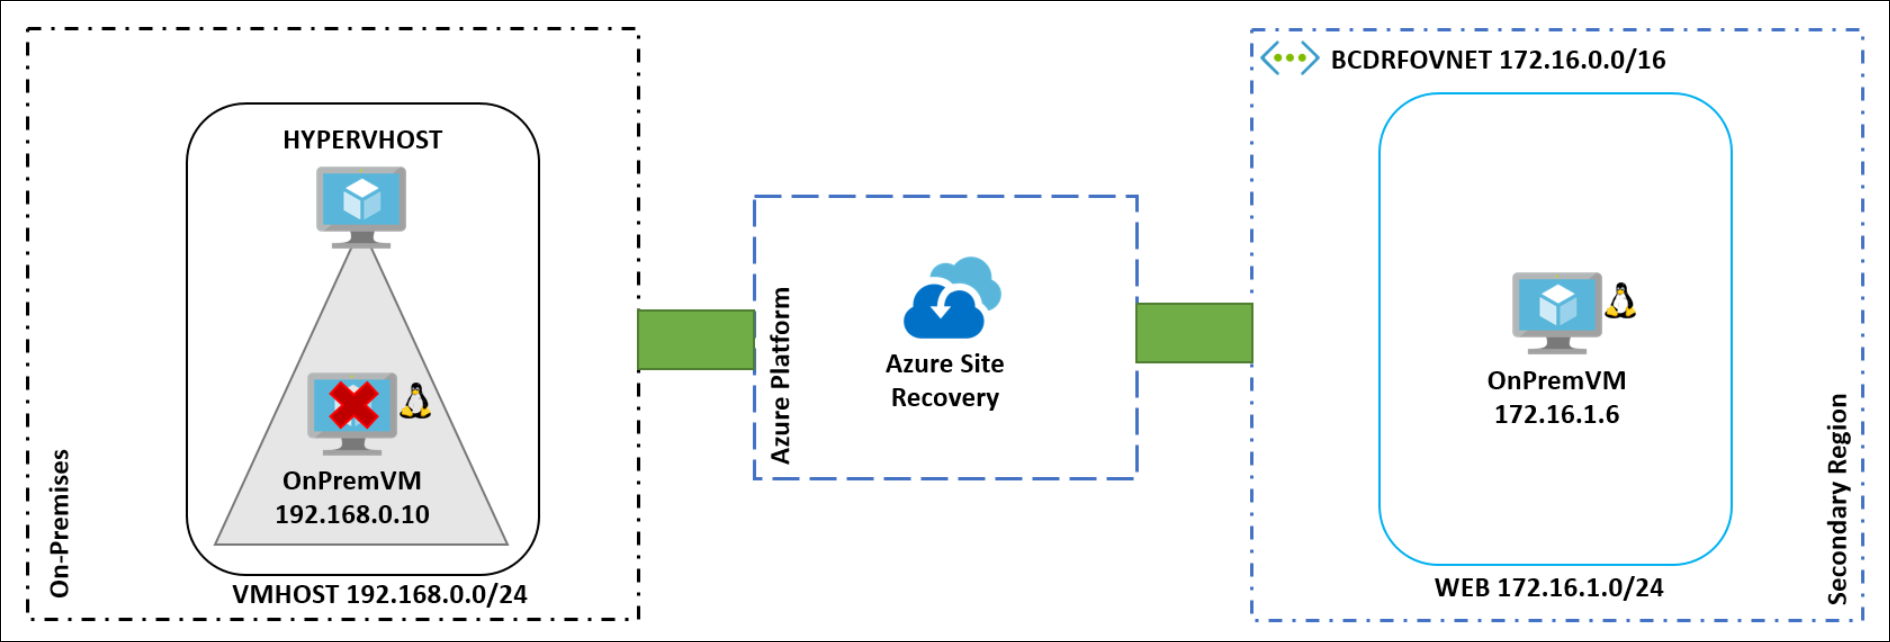 On-Premises
HYPERVHOST
OnPremVM
192.168.0.10
VMHOST 192.168.0.0/24
Azure Platform
Azure Site
Recovery
BCDRFOVNET 172.16.0.0/16
OnPremVM
172.16.1.6
WEB 172.16.1.0/24
Secondary Region